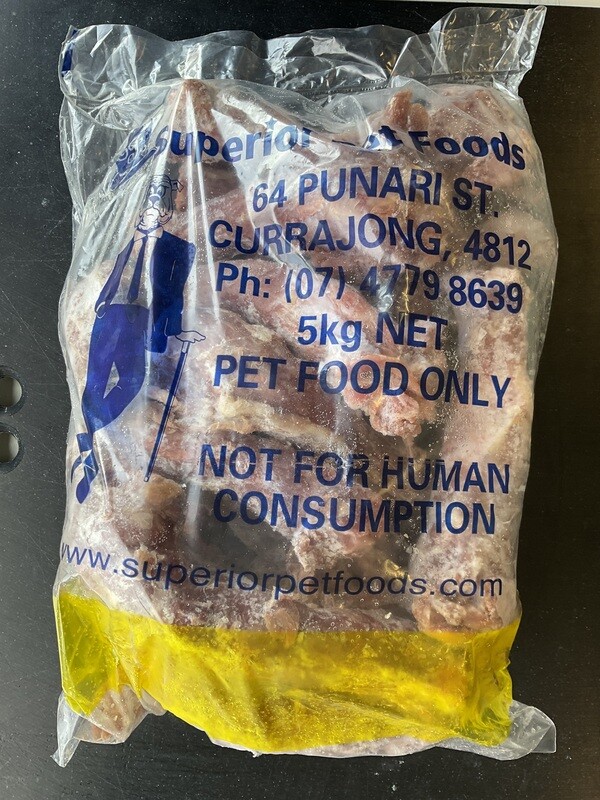 Superior Pet Foods
64 PUNARI ST.
CURRAJONG, 4812
Ph: (07) 4779 8639
5kg NET
PET FOOD ONLY
NOT FOR HUMAN
CONSUMPTION
www.superiorpetfoods.com